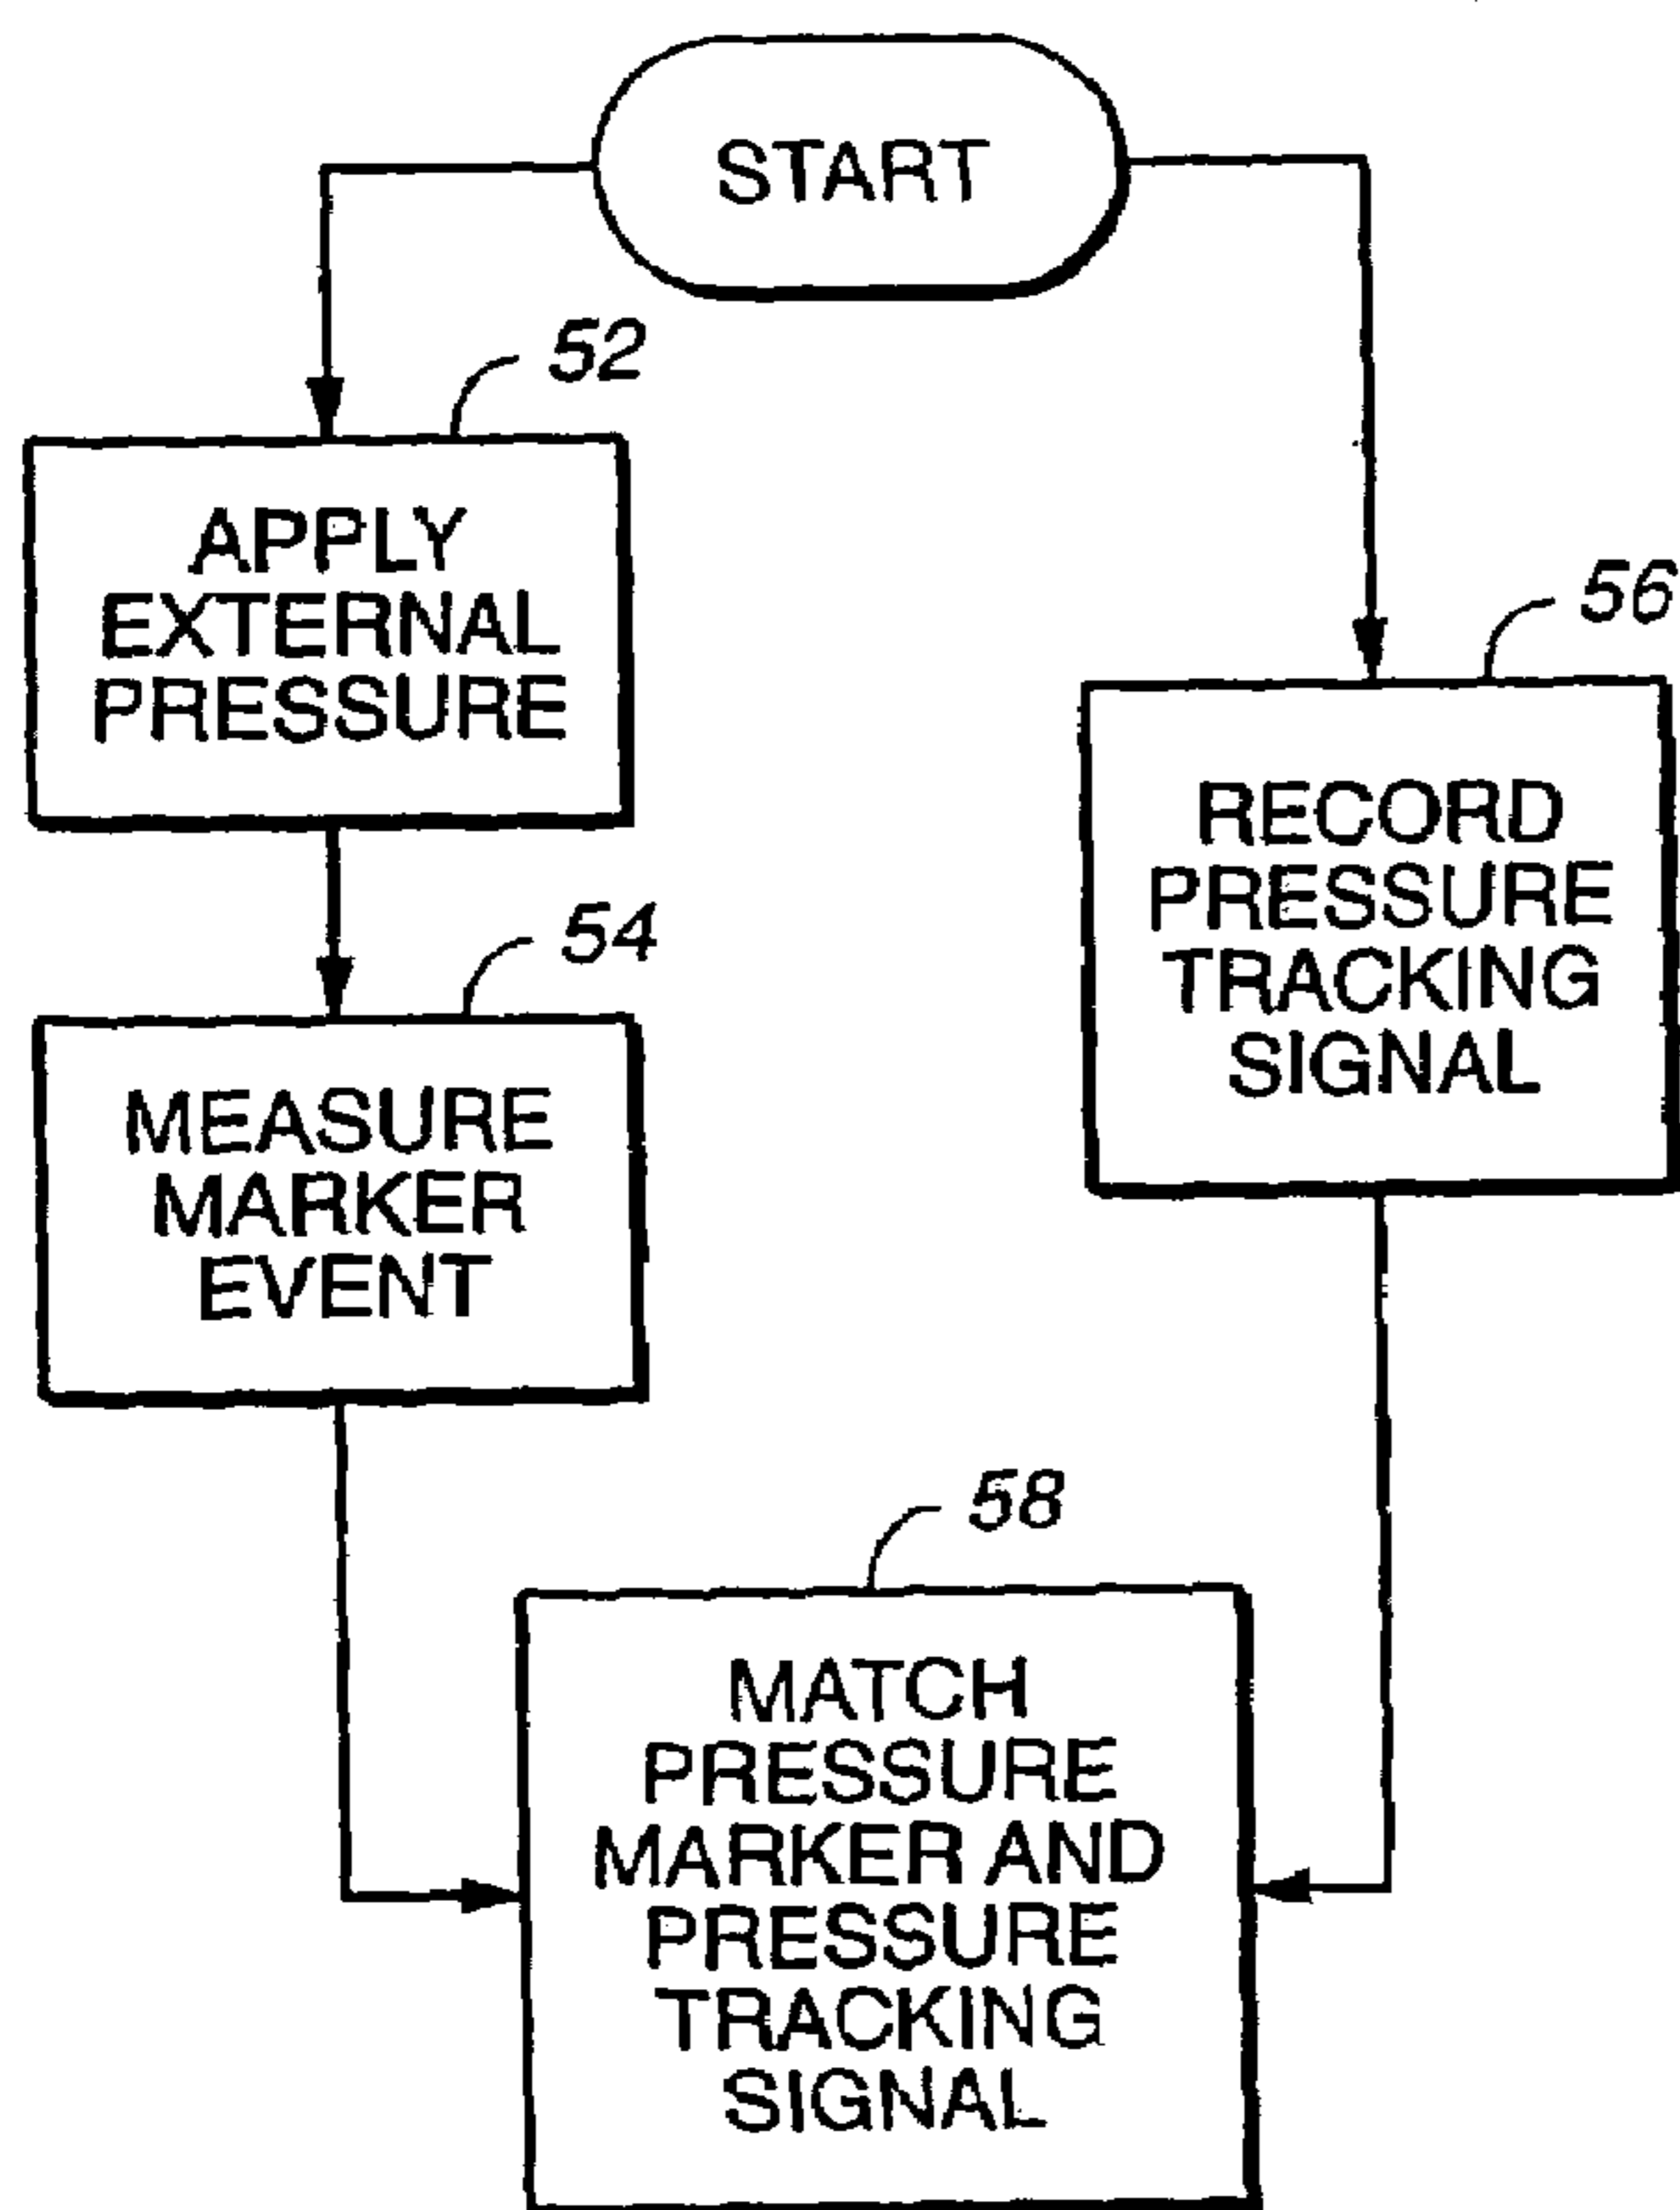 START
52
APPLY
EXTERNAL
PRESSURE
54
MEASURE
MARKER
EVENT
56
RECORD
PRESSURE
TRACKING
SIGNAL
58
MATCH
PRESSURE
MARKER AND
PRESSURE
TRACKING
SIGNAL